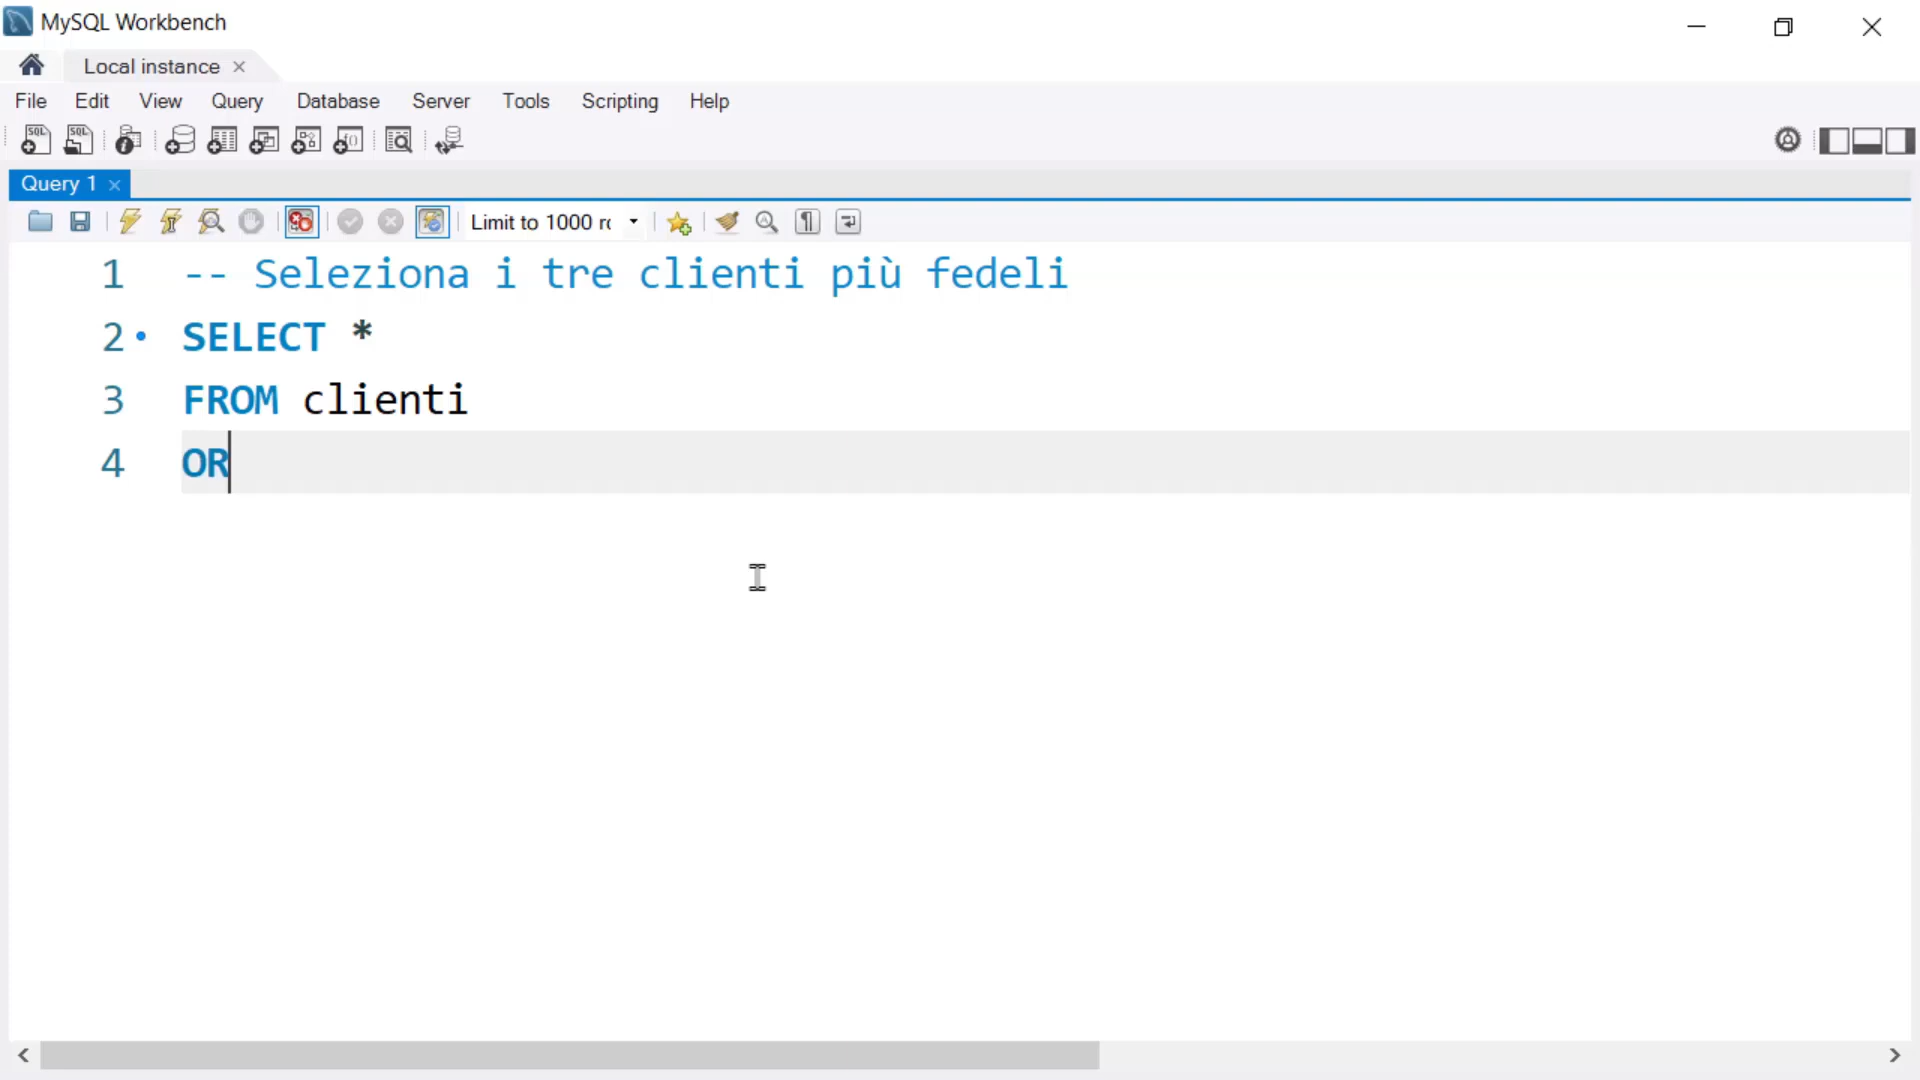 MySQL Workbench
Local instance
File Edit View Query Database Server Tools Scripting Help
Query 1
Limit to 1000 r
1 -- Seleziona i tre clienti più fedeli
2 SELECT *
3 FROM clienti
4 OR